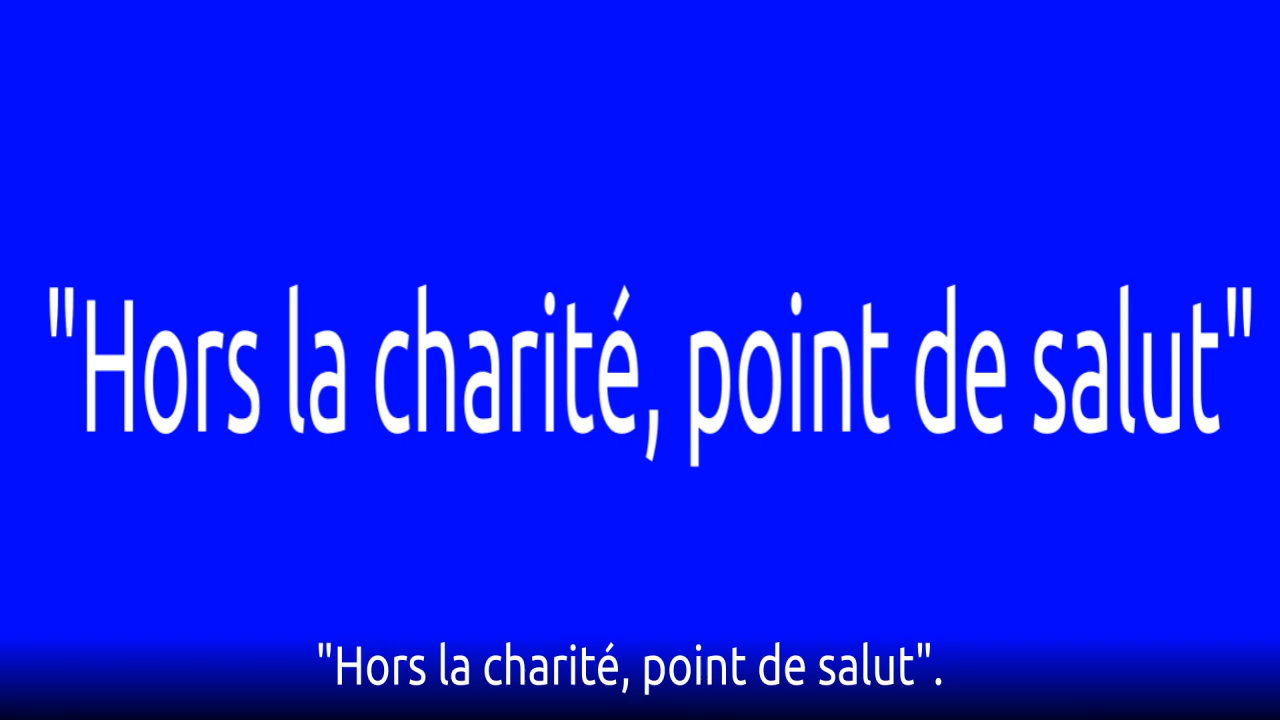 "Hors la charité, point de salut"
"Hors la charité, point de salut".